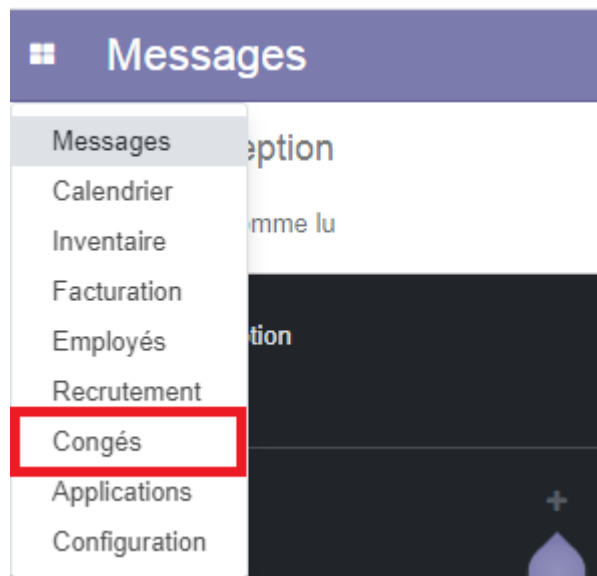 Messages
Messages
eption
Calendrier
omme lu
Inventaire
Facturation
Employés
tion
Recrutement
Congés
Applications
+
Configuration